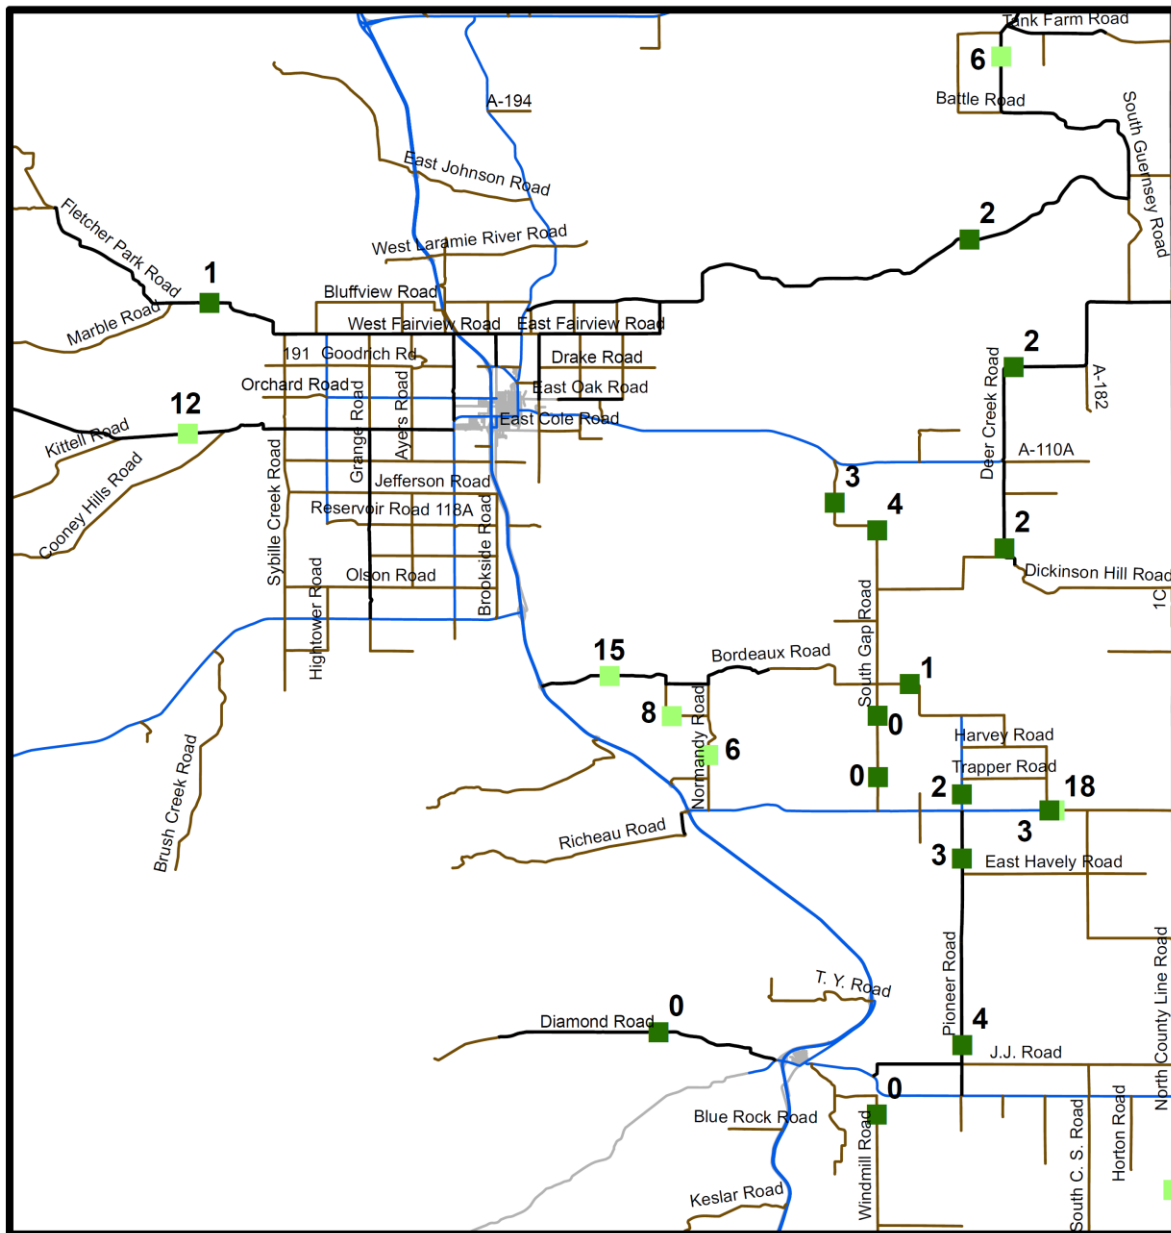 Tank Farm Road
6
Battle Road
A-194
South Guernsey Road
East Johnson Road
Fletcher Park Road
2
West Laramie River Road
1
Bluffview Road
Marble Road
West Fairview Road
East Fairview Road
191 Goodrich Rd
Drake Road
2
Orchard Road
East Oak Road
A-182
12
East Cole Road
Kittell Road
Grange Road
Ayers Road
Deer Creek Road
A-110A
Cooney Hills Road
Sybille Creek Road
Jefferson Road
3
Reservoir Road 118A
4
Brookside Road
2
Olson Road
Dickinson Hill Road
1C
Hightower Road
South Gap Road
15
Bordeaux Road
1
8
Normandy Road
0
Harvey Road
6
Trapper Road
Brush Creek Road
0
2
18
3
Richeau Road
3
East Havely Road
Pioneer Road
North County Line Road
T. Y. Road
Diamond Road
0
4
J.J. Road
0
Blue Rock Road
Windmill Road
South C. S. Road
Horton Road
Keslar Road